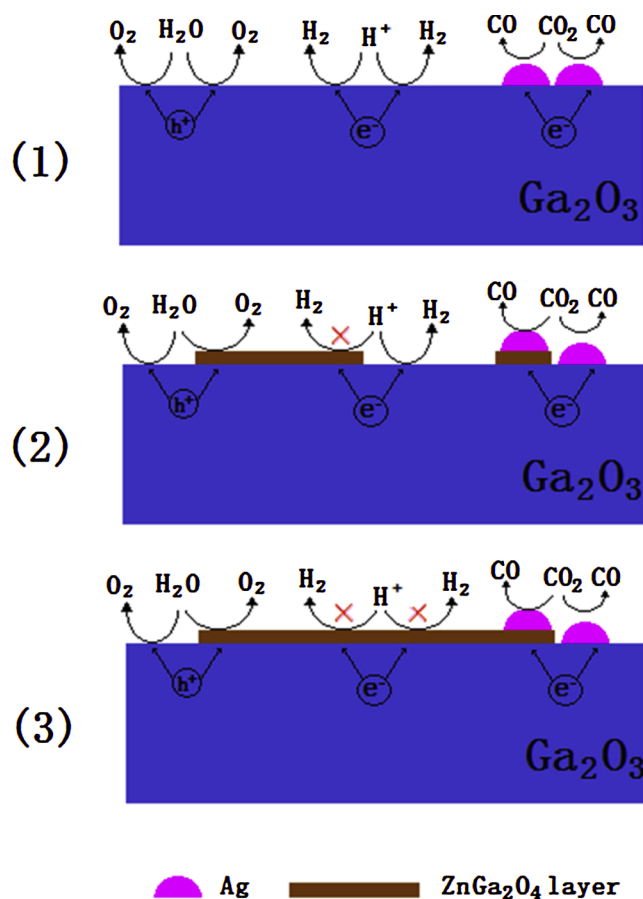 O₂ H₂O O₂ H₂ H⁺ H₂ CO CO₂ CO
h⁺ e⁻ e⁻
(1)
Ga₂O₃
O₂ H₂O O₂ H₂ H⁺ H₂ CO CO₂ CO
h⁺ e⁻ e⁻
(2)
Ga₂O₃
O₂ H₂O O₂ H₂ H⁺ H₂ CO CO₂ CO
h⁺ e⁻ e⁻
(3)
Ga₂O₃
Ag ZnGa₂O₄ layer